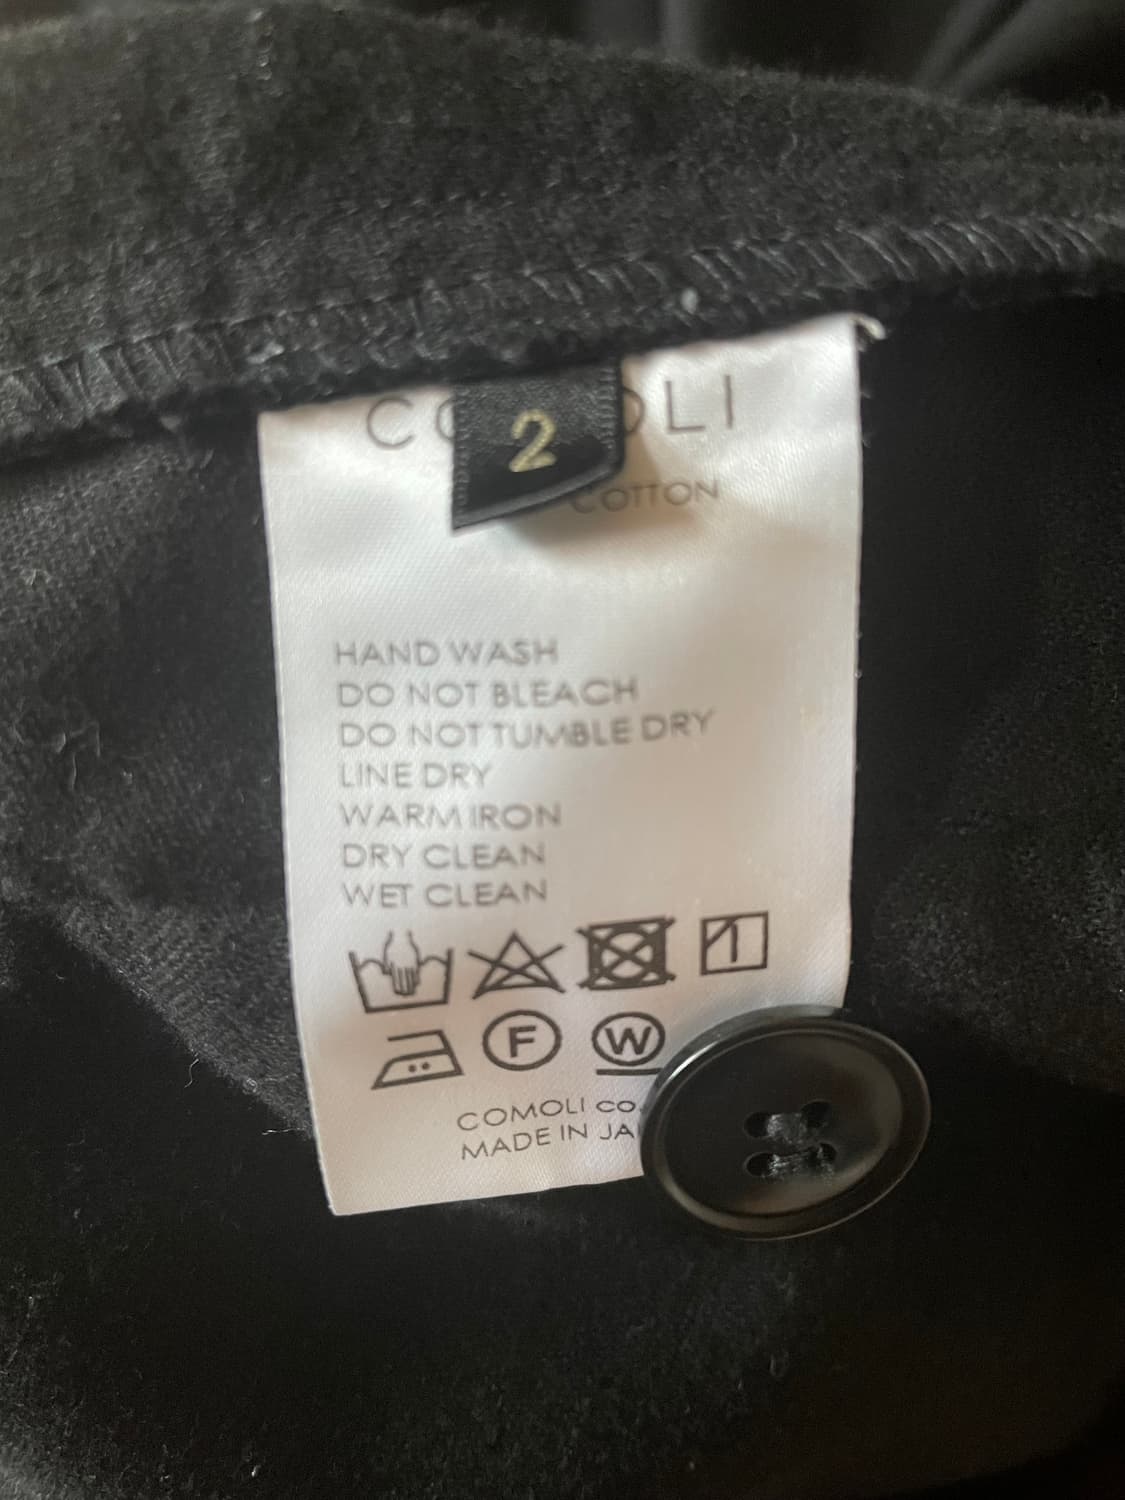 2
COTTON
HAND WASH
DO NOT BLEACH
DO NOT TUMBLE DRY
LINE DRY
WARM IRON
DRY CLEAN
WET CLEAN
F W
COMOLI CO.
MADE IN